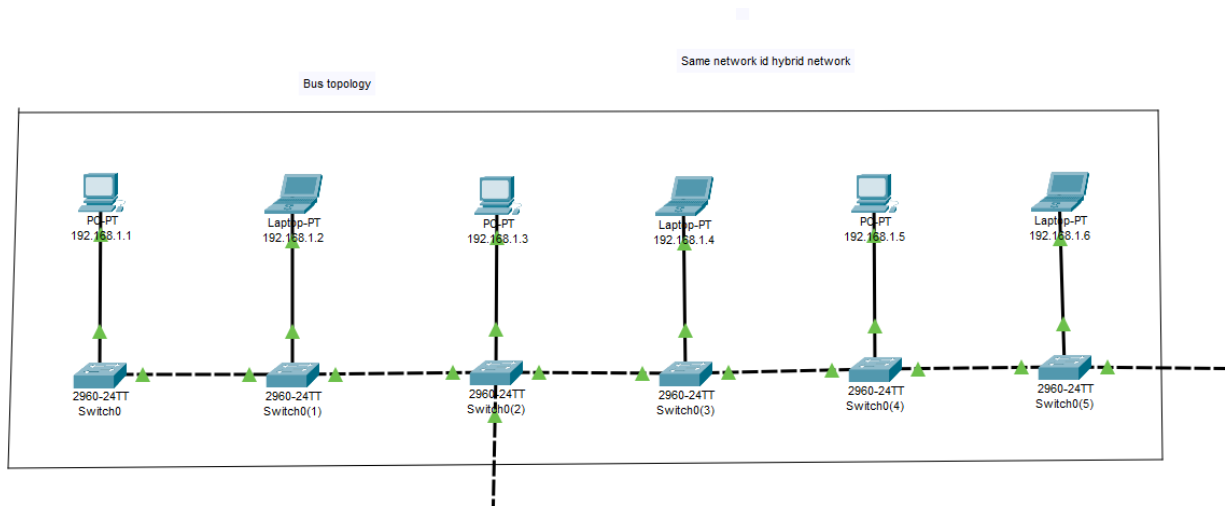 Same network id hybrid network
Bus topology
PC-PT
192.168.1.1
Laptop-PT
192.168.1.2
PC-PT
192.168.1.3
Laptop-PT
192.168.1.4
PC-PT
192.168.1.5
Laptop-PT
192.168.1.6
2960-24TT
Switch0
2960-24TT
Switch0(1)
2960-24TT
Switch0(2)
2960-24TT
Switch0(3)
2960-24TT
Switch0(4)
2960-24TT
Switch0(5)